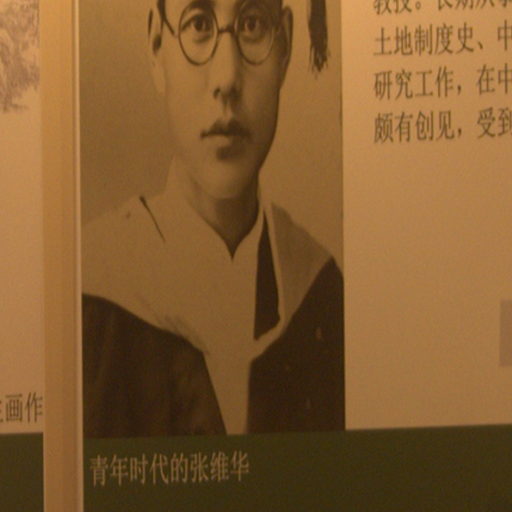 教授。长期从事
土地制度史、中
研究工作，在中
颇有创见，受到
画作
青年时代的张维华